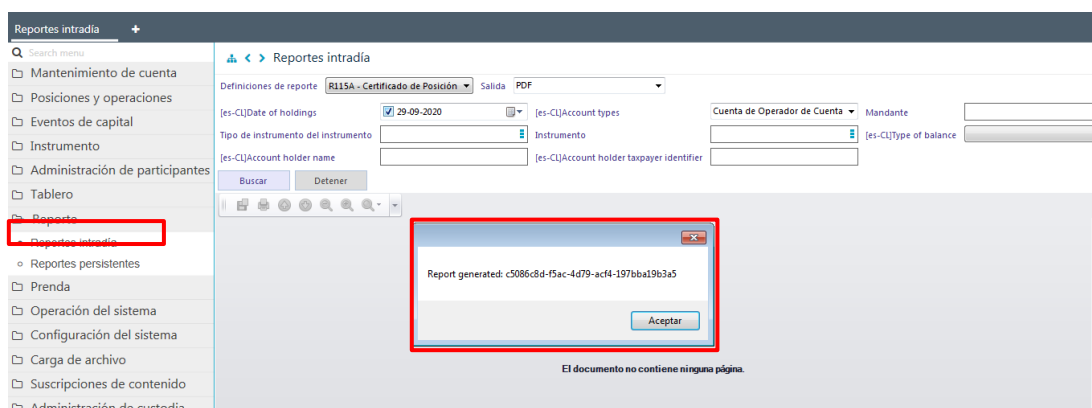 Reportes intradía +
Search menu
Mantenimiento de cuenta
Posiciones y operaciones
Eventos de capital
Instrumento
Administración de participantes
Tablero
Reporte
Reportes intradía
Reportes persistentes
Prenda
Operación del sistema
Configuración del sistema
Carga de archivo
Suscripciones de contenido
Administración de custodia
Reportes intradía
Definiciones de reporte R115A - Certificado de Posición Salida PDF
[es-CL]Date of holdings 29-09-2020 [es-CL]Account types Cuenta de Operador de Cuenta Mandante
Tipo de instrumento del instrumento Instrumento [es-CL]Type of balance
[es-CL]Account holder name [es-CL]Account holder taxpayer identifier
Buscar Detener
Report generated: c5086c8d-f5ac-4d79-acf4-197bba19b3a5
Aceptar
El documento no contiene ninguna página.